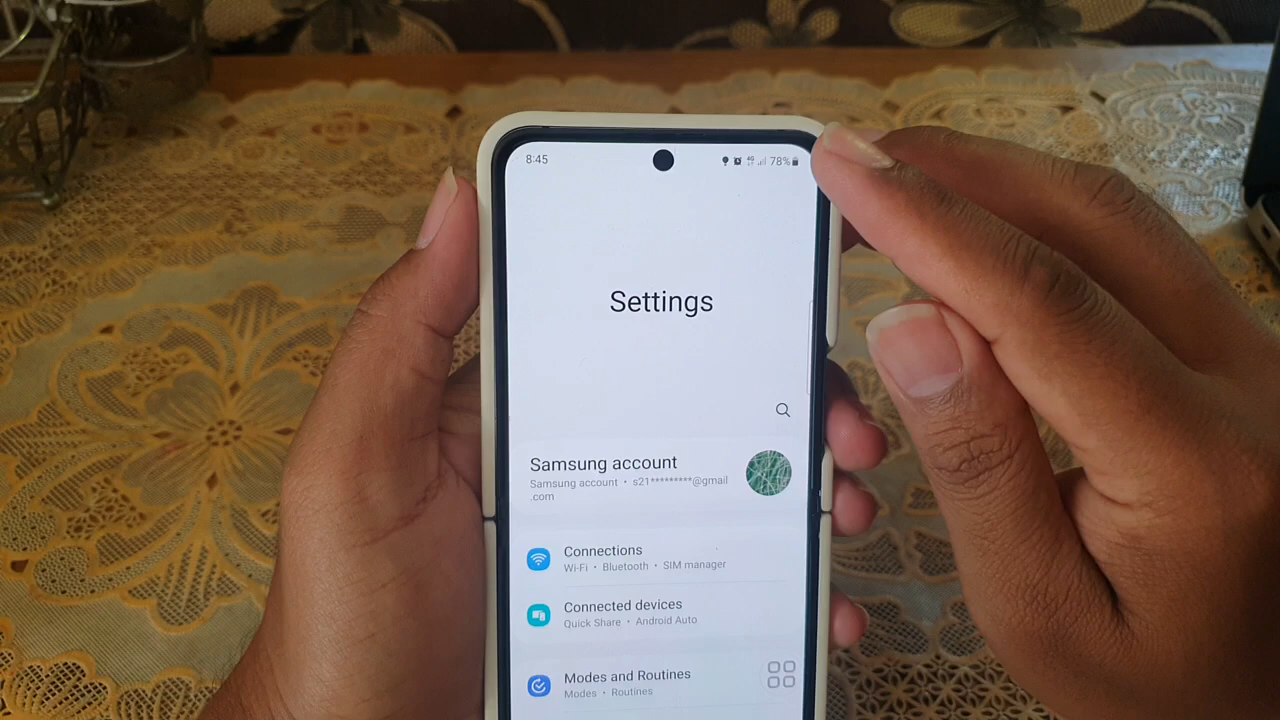 8:45
4G 78%
Settings
Samsung account
Samsung account • s21*********@gmail
.com
Connections
Wi-Fi • Bluetooth • SIM manager
Connected devices
Quick Share • Android Auto
Modes and Routines
Modes • Routines